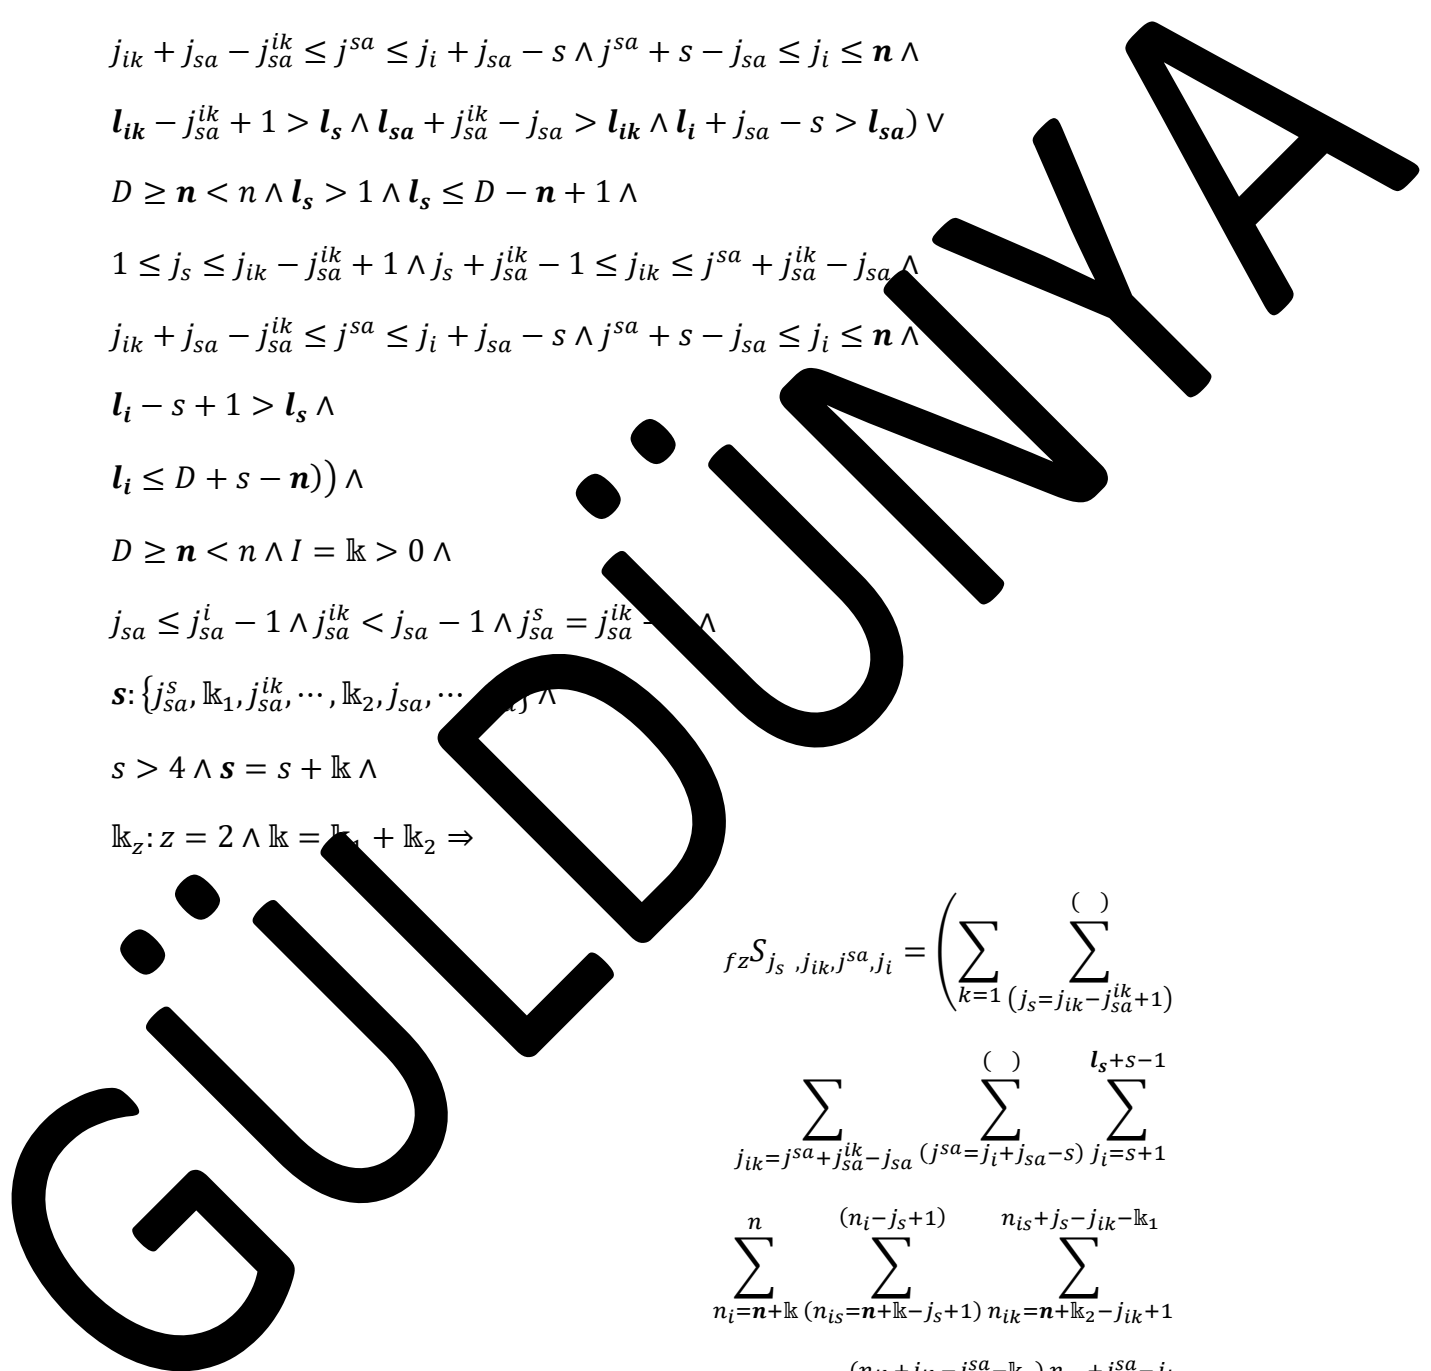 j_{ik} + j_{sa} − j_{sa}^{ik} ≤ j^{sa} ≤ j_i + j_{sa} − s ∧ j^{sa} + s − j_{sa} ≤ j_i ≤ 𝒏 ∧
𝒍_{𝒊𝒌} − j_{sa}^{ik} + 1 > 𝒍_𝒔 ∧ 𝒍_{𝒔𝒂} + j_{sa}^{ik} − j_{sa} > 𝒍_{𝒊𝒌} ∧ 𝒍_𝒊 + j_{sa} − s > 𝒍_{𝒔𝒂}) ∨
D ≥ 𝒏 < n ∧ 𝒍_𝒔 > 1 ∧ 𝒍_𝒔 ≤ D − 𝒏 + 1 ∧
1 ≤ j_s ≤ j_{ik} − j_{sa}^{ik} + 1 ∧ j_s + j_{sa}^{ik} − 1 ≤ j_{ik} ≤ j^{sa} + j_{sa}^{ik} − j_{sa} ∧
j_{ik} + j_{sa} − j_{sa}^{ik} ≤ j^{sa} ≤ j_i + j_{sa} − s ∧ j^{sa} + s − j_{sa} ≤ j_i ≤ 𝒏 ∧
𝒍_𝒊 − s + 1 > 𝒍_𝒔 ∧
𝒍_𝒊 ≤ D + s − 𝒏)) ∧
D ≥ 𝒏 < n ∧ I = 𝕜 > 0 ∧
j_{sa} ≤ j_{sa}^{i} − 1 ∧ j_{sa}^{ik} < j_{sa} − 1 ∧ j_{sa}^{s} = j_{sa}^{ik} ∧
𝒔: {j_{sa}^{s}, 𝕜_1, j_{sa}^{ik}, ⋯, 𝕜_2, j_{sa}, ⋯ } ∧
s > 4 ∧ 𝒔 = s + 𝕜 ∧
𝕜_z: z = 2 ∧ 𝕜 = 𝕜_1 + 𝕜_2 ⇒
_{fz}S_{j_s ,j_{ik},j^{sa},j_i} = ( ∑_{k=1} ∑_{(j_s=j_{ik}−j_{sa}^{ik}+1)}^{( )}
∑_{j_{ik}=j^{sa}+j_{sa}^{ik}−j_{sa}} ∑_{(j^{sa}=j_i+j_{sa}−s)}^{( )} ∑_{j_i=s+1}^{𝒍_𝒔+s−1}
∑_{n_i=𝒏+𝕜}^{n} ∑_{(n_{is}=𝒏+𝕜−j_s+1)}^{(n_i−j_s+1)} ∑_{n_{ik}=𝒏+𝕜_2−j_{ik}+1}^{n_{is}+j_s−j_{ik}−𝕜_1}
GÜLDÜNYA